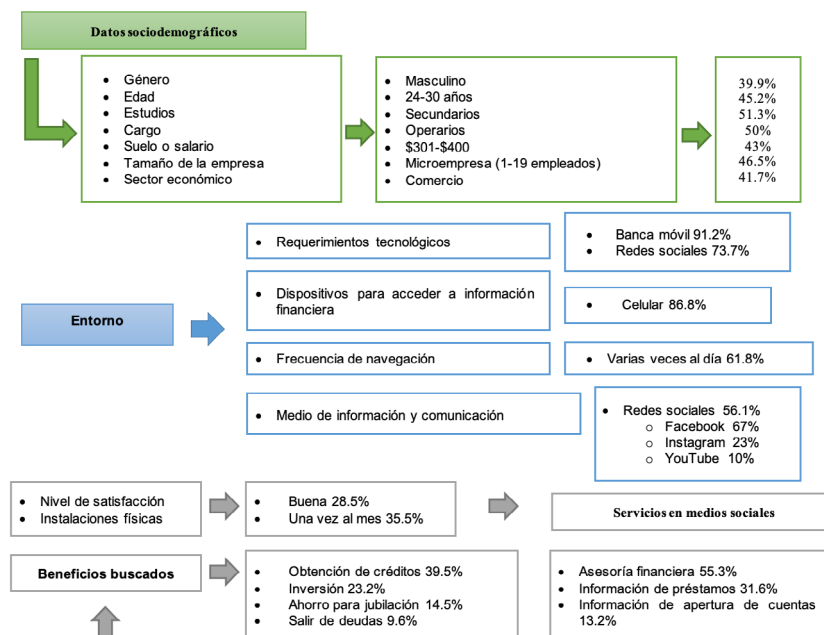 Datos sociodemográficos
• Género
• Edad
• Estudios
• Cargo
• Suelo o salario
• Tamaño de la empresa
• Sector económico
• Masculino
• 24-30 años
• Secundarios
• Operarios
• $301-$400
• Microempresa (1-19 empleados)
• Comercio
39.9%
45.2%
51.3%
50%
43%
46.5%
41.7%
Entorno
• Requerimientos tecnológicos
• Banca móvil 91.2%
• Redes sociales 73.7%
• Dispositivos para acceder a información
financiera
• Celular 86.8%
• Frecuencia de navegación
• Varias veces al día 61.8%
• Medio de información y comunicación
• Redes sociales 56.1%
o Facebook 67%
o Instagram 23%
o YouTube 10%
• Nivel de satisfacción
• Instalaciones físicas
• Buena 28.5%
• Una vez al mes 35.5%
Servicios en medios sociales
Beneficios buscados
• Obtención de créditos 39.5%
• Inversión 23.2%
• Ahorro para jubilación 14.5%
• Salir de deudas 9.6%
• Asesoría financiera 55.3%
• Información de préstamos 31.6%
• Información de apertura de cuentas
13.2%